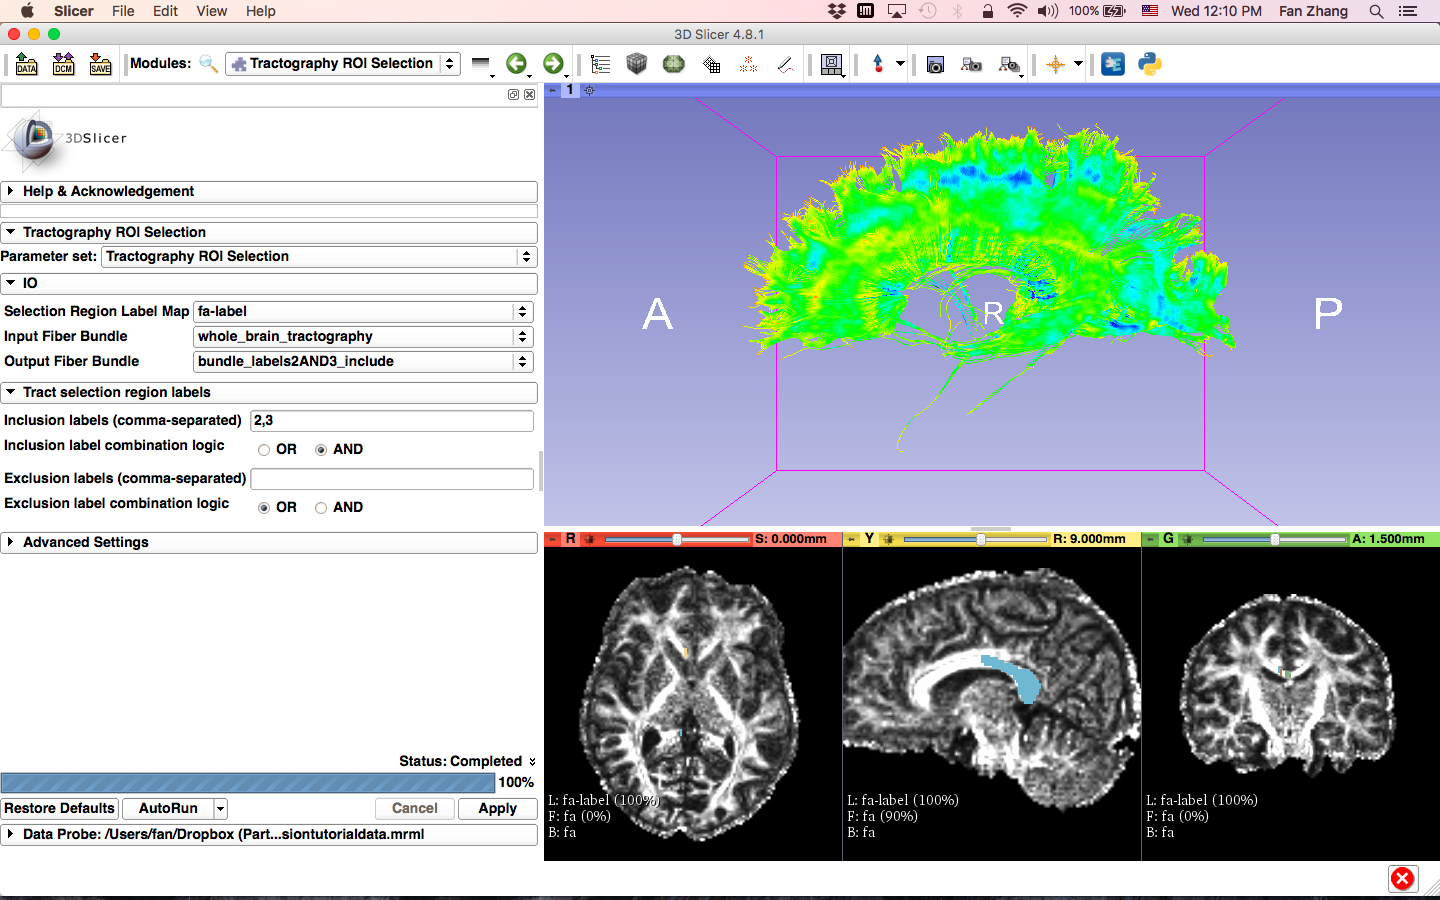 Slicer File Edit View Help 100% Wed 12:10 PM Fan Zhang
3D Slicer 4.8.1
DATA DCM SAVE Modules: Tractography ROI Selection
1
3DSlicer
Help & Acknowledgement
Tractography ROI Selection
Parameter set: Tractography ROI Selection
IO
Selection Region Label Map fa-label
Input Fiber Bundle whole_brain_tractography
Output Fiber Bundle bundle_labels2AND3_include
Tract selection region labels
Inclusion labels (comma-separated) 2,3
Inclusion label combination logic OR AND
Exclusion labels (comma-separated)
Exclusion label combination logic OR AND
Advanced Settings
Status: Completed
100%
Restore Defaults AutoRun Cancel Apply
Data Probe: /Users/fan/Dropbox (Part...siontutorialdata.mrml
A R P
R S: 0.000mm
L: fa-label (100%)
F: fa (0%)
B: fa
Y R: 9.000mm
L: fa-label (100%)
F: fa (90%)
B: fa
G A: 1.500mm
L: fa-label (100%)
F: fa (0%)
B: fa